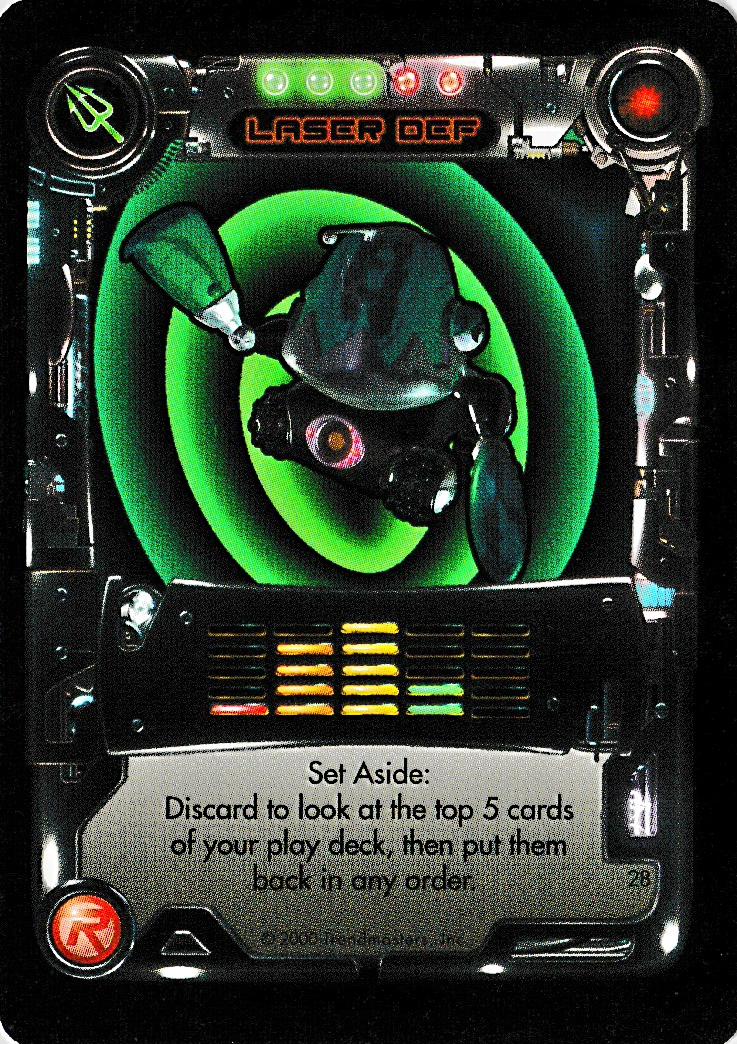 LASER DEF
Set Aside:
Discard to look at the top 5 cards
of your play deck, then put them
back in any order.
28
R
© 2000 Trendmasters, Inc.